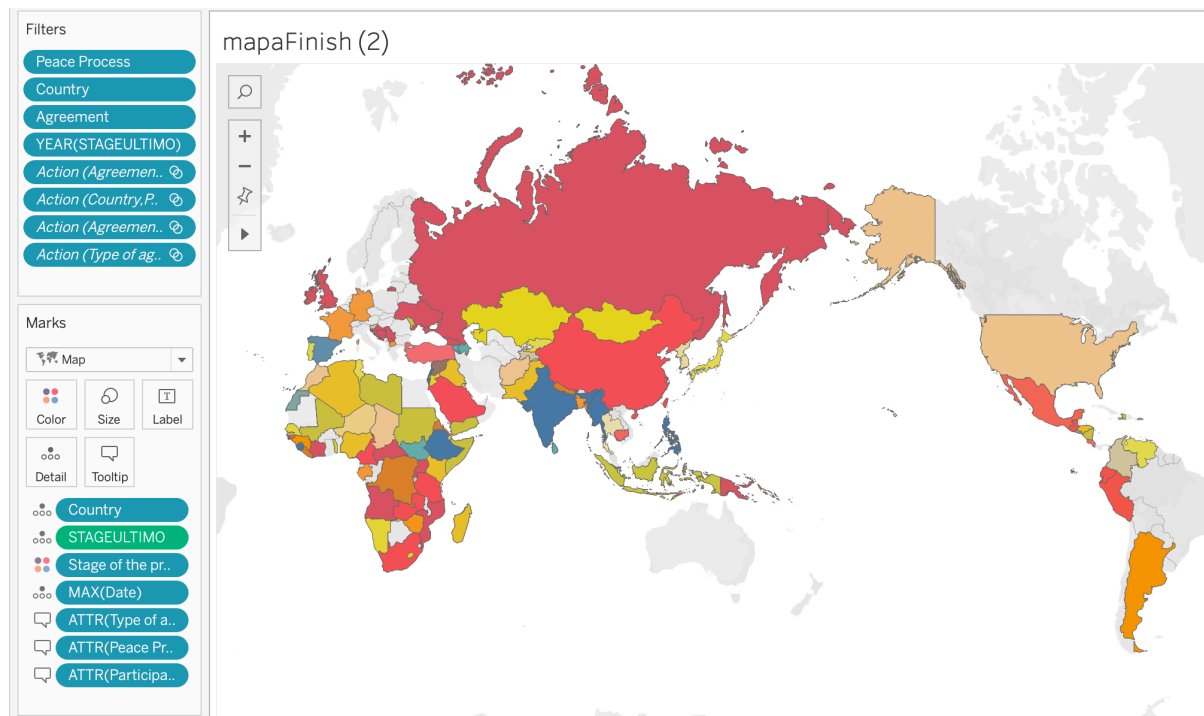 Filters
Peace Process
Country
Agreement
YEAR(STAGEULTIMO)
Action (Agreemen..
Action (Country,P..
Action (Agreemen..
Action (Type of ag..
Marks
Map
Color
Size
T
Label
Detail
Tooltip
Country
STAGEULTIMO
Stage of the pr..
MAX(Date)
ATTR(Type of a..
ATTR(Peace Pr..
ATTR(Participa..
mapaFinish (2)